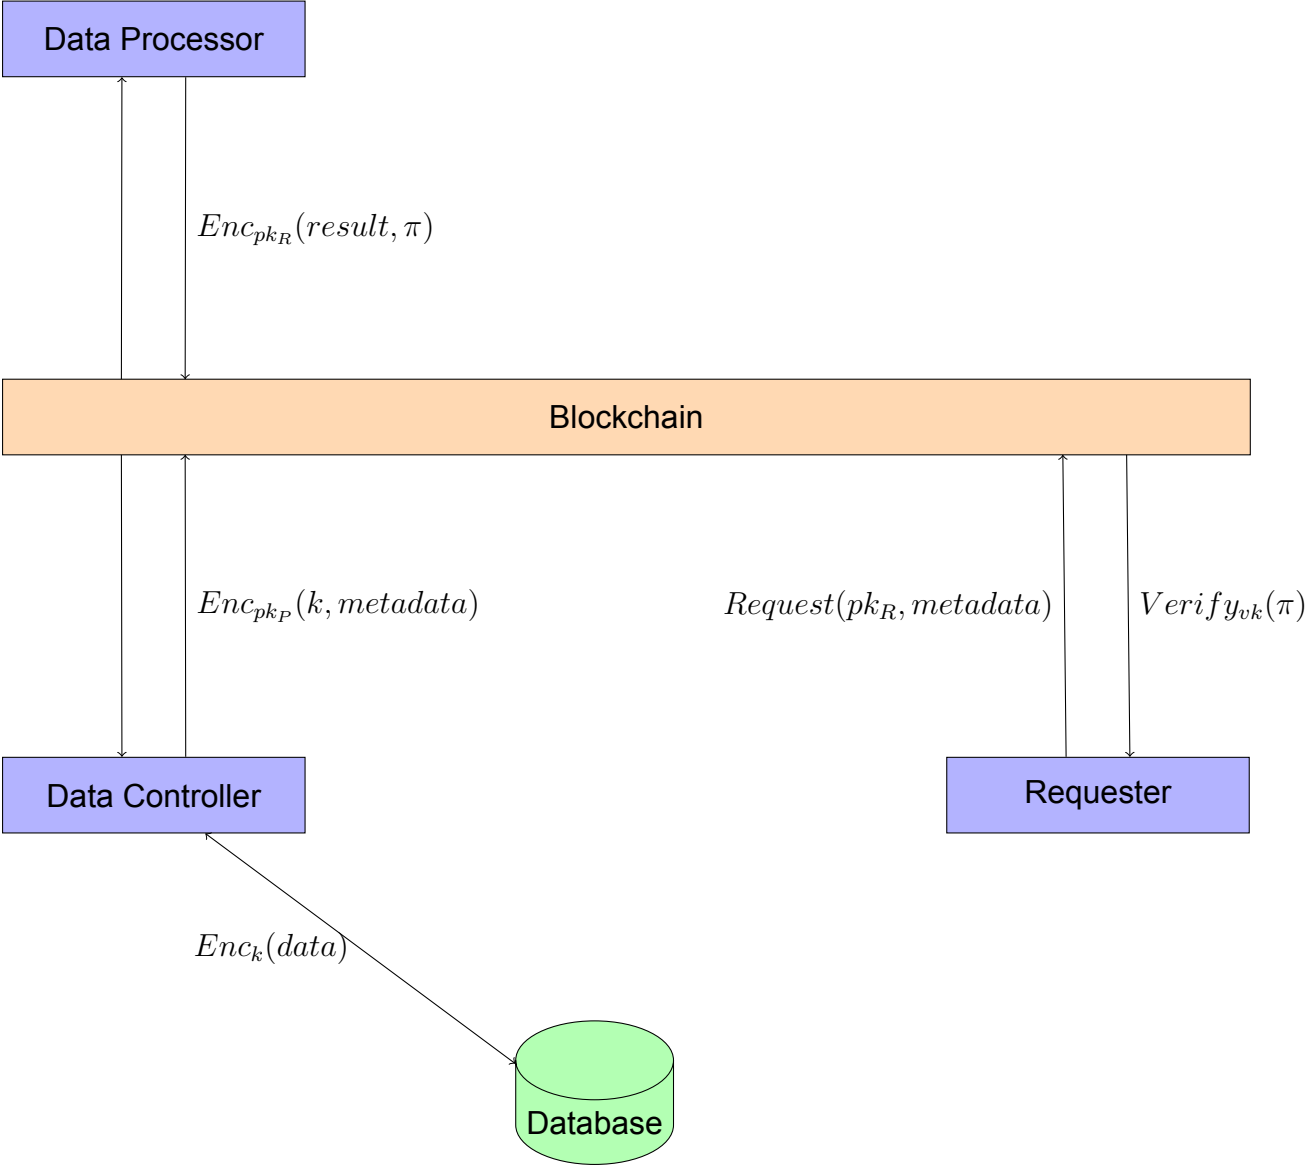 Data Processor
Enc_{pk_R}(result, π)
Blockchain
Enc_{pk_P}(k, metadata)
Request(pk_R, metadata)
Verify_{vk}(π)
Data Controller
Requester
Enc_k(data)
Database